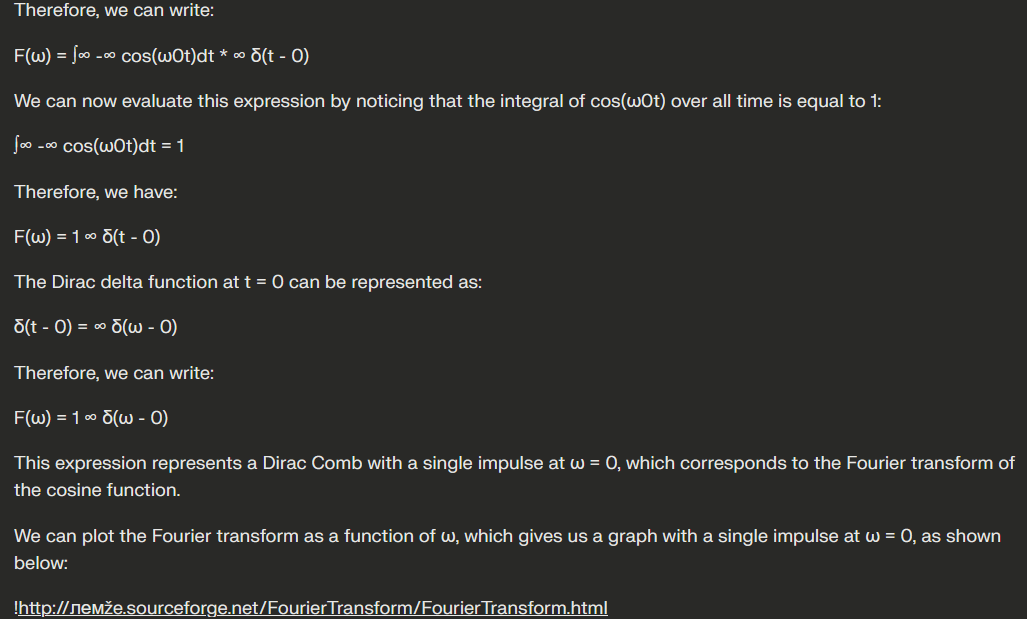 Therefore, we can write:
F(ω) = ∫∞ -∞ cos(ω0t)dt * ∞ δ(t - 0)
We can now evaluate this expression by noticing that the integral of cos(ω0t) over all time is equal to 1:
∫∞ -∞ cos(ω0t)dt = 1
Therefore, we have:
F(ω) = 1 ∞ δ(t - 0)
The Dirac delta function at t = 0 can be represented as:
δ(t - 0) = ∞ δ(ω - 0)
Therefore, we can write:
F(ω) = 1 ∞ δ(ω - 0)
This expression represents a Dirac Comb with a single impulse at ω = 0, which corresponds to the Fourier transform of
the cosine function.
We can plot the Fourier transform as a function of ω, which gives us a graph with a single impulse at ω = 0, as shown
below:
!http://лемže.sourceforge.net/FourierTransform/FourierTransform.html